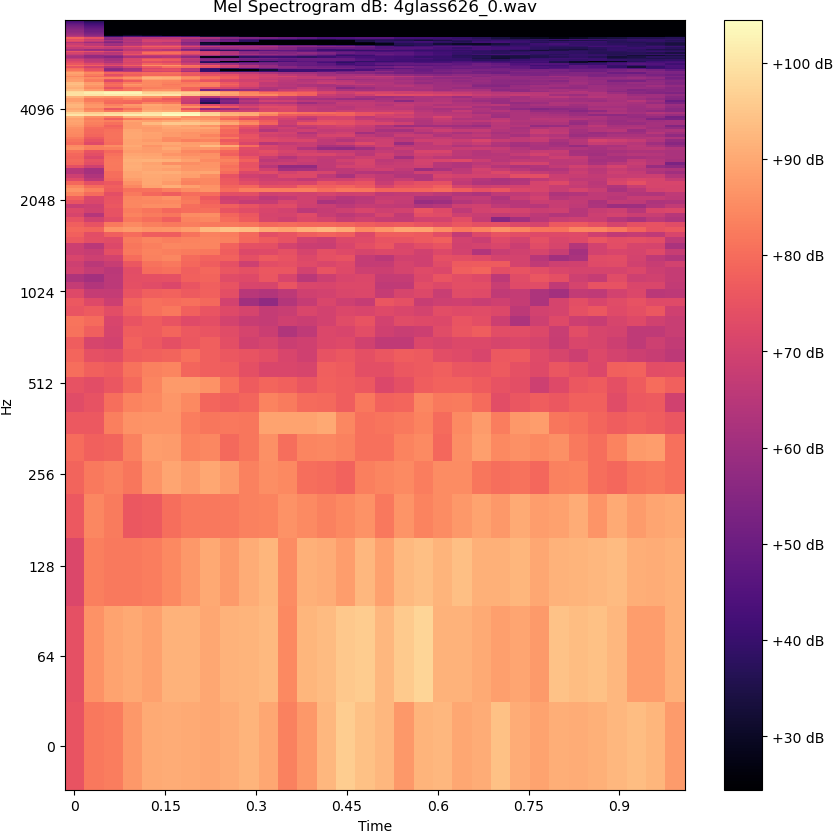 Mel Spectrogram dB: 4glass626_0.wav
4096
2048
1024
512
256
128
64
0
Hz
0
0.15
0.3
0.45
0.6
0.75
0.9
Time
+100 dB
+90 dB
+80 dB
+70 dB
+60 dB
+50 dB
+40 dB
+30 dB